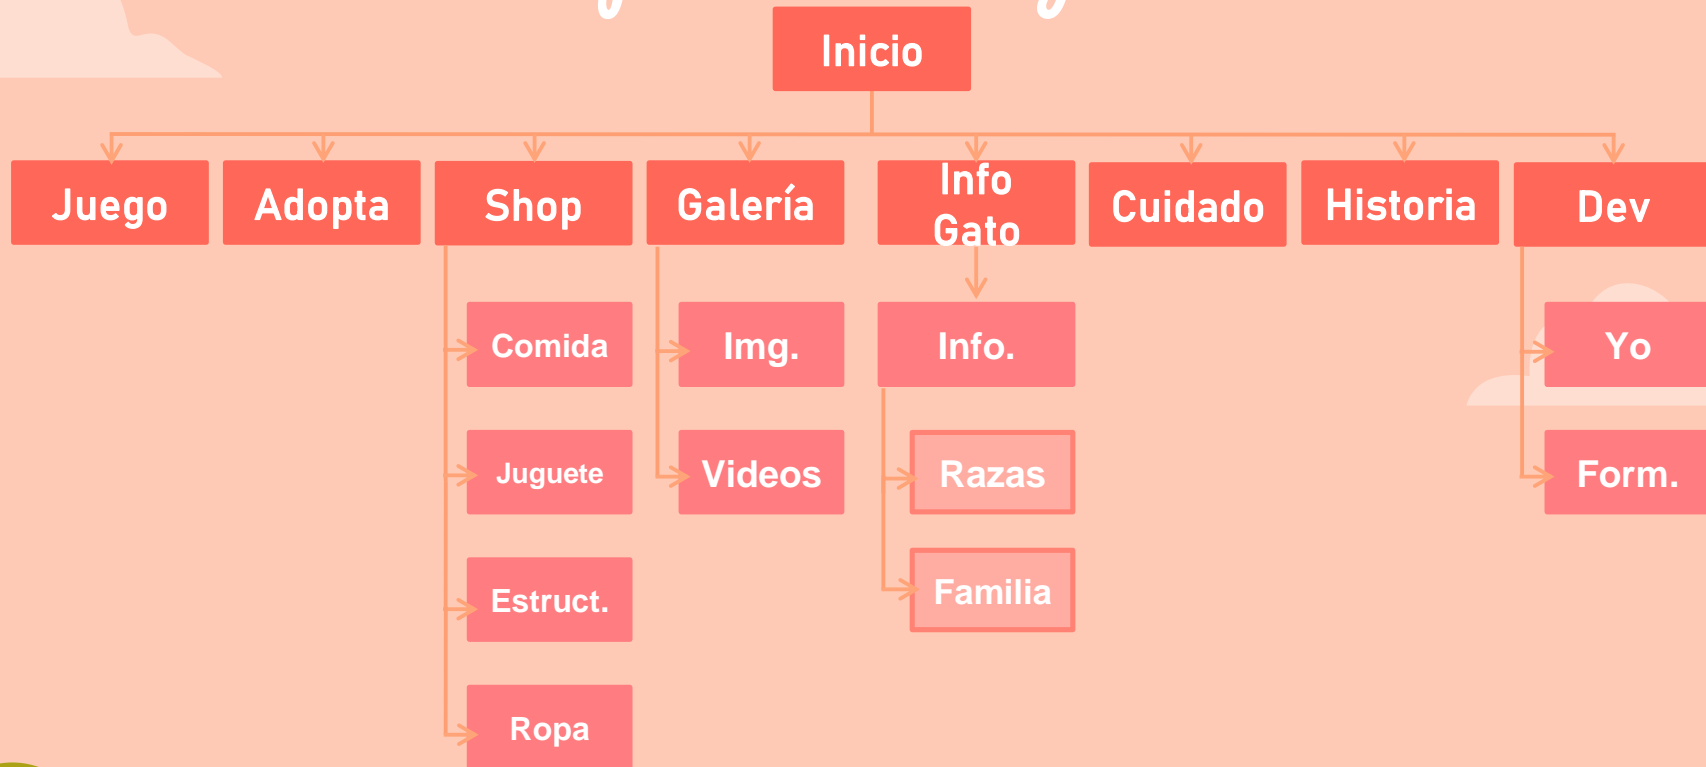 Inicio
Juego
Adopta
Shop
Galería
Info
Gato
Cuidado
Historia
Dev
Comida
Img.
Info.
Yo
Juguete
Videos
Razas
Form.
Estruct.
Familia
Ropa